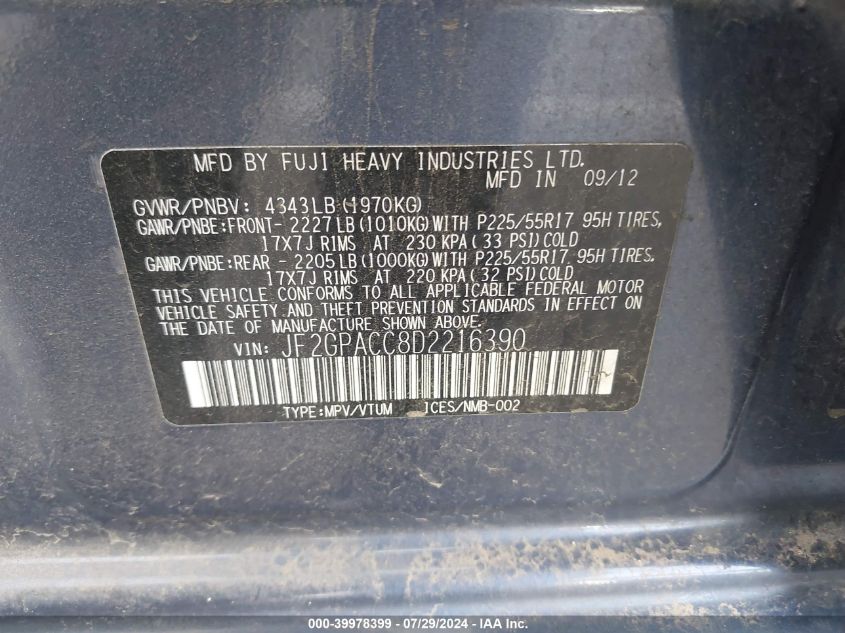 MFD BY FUJI HEAVY INDUSTRIES LTD.
MFD IN 09/12
GVWR/PNBV: 4343LB(1970KG)
GAWR/PNBE:FRONT- 2227LB(1010KG)WITH P225/55R17 95H TIRES,
17X7J RIMS AT 230 KPA(33 PSI)COLD
GAWR/PNBE:REAR - 2205LB(1000KG)WITH P225/55R17 95H TIRES.
17X7J RIMS AT 220 KPA(32 PSI)COLD
THIS VEHICLE CONFORMS TO ALL APPLICABLE FEDERAL MOTOR
VEHICLE SAFETY AND THEFT PREVENTION STANDARDS IN EFFECT ON
THE DATE OF MANUFACTURE SHOWN ABOVE.
VIN: JF2GPACC8D2216390
TYPE:MPV/VTUM ICES/NMB-002
000-39978399 - 07/29/2024 - IAA Inc.